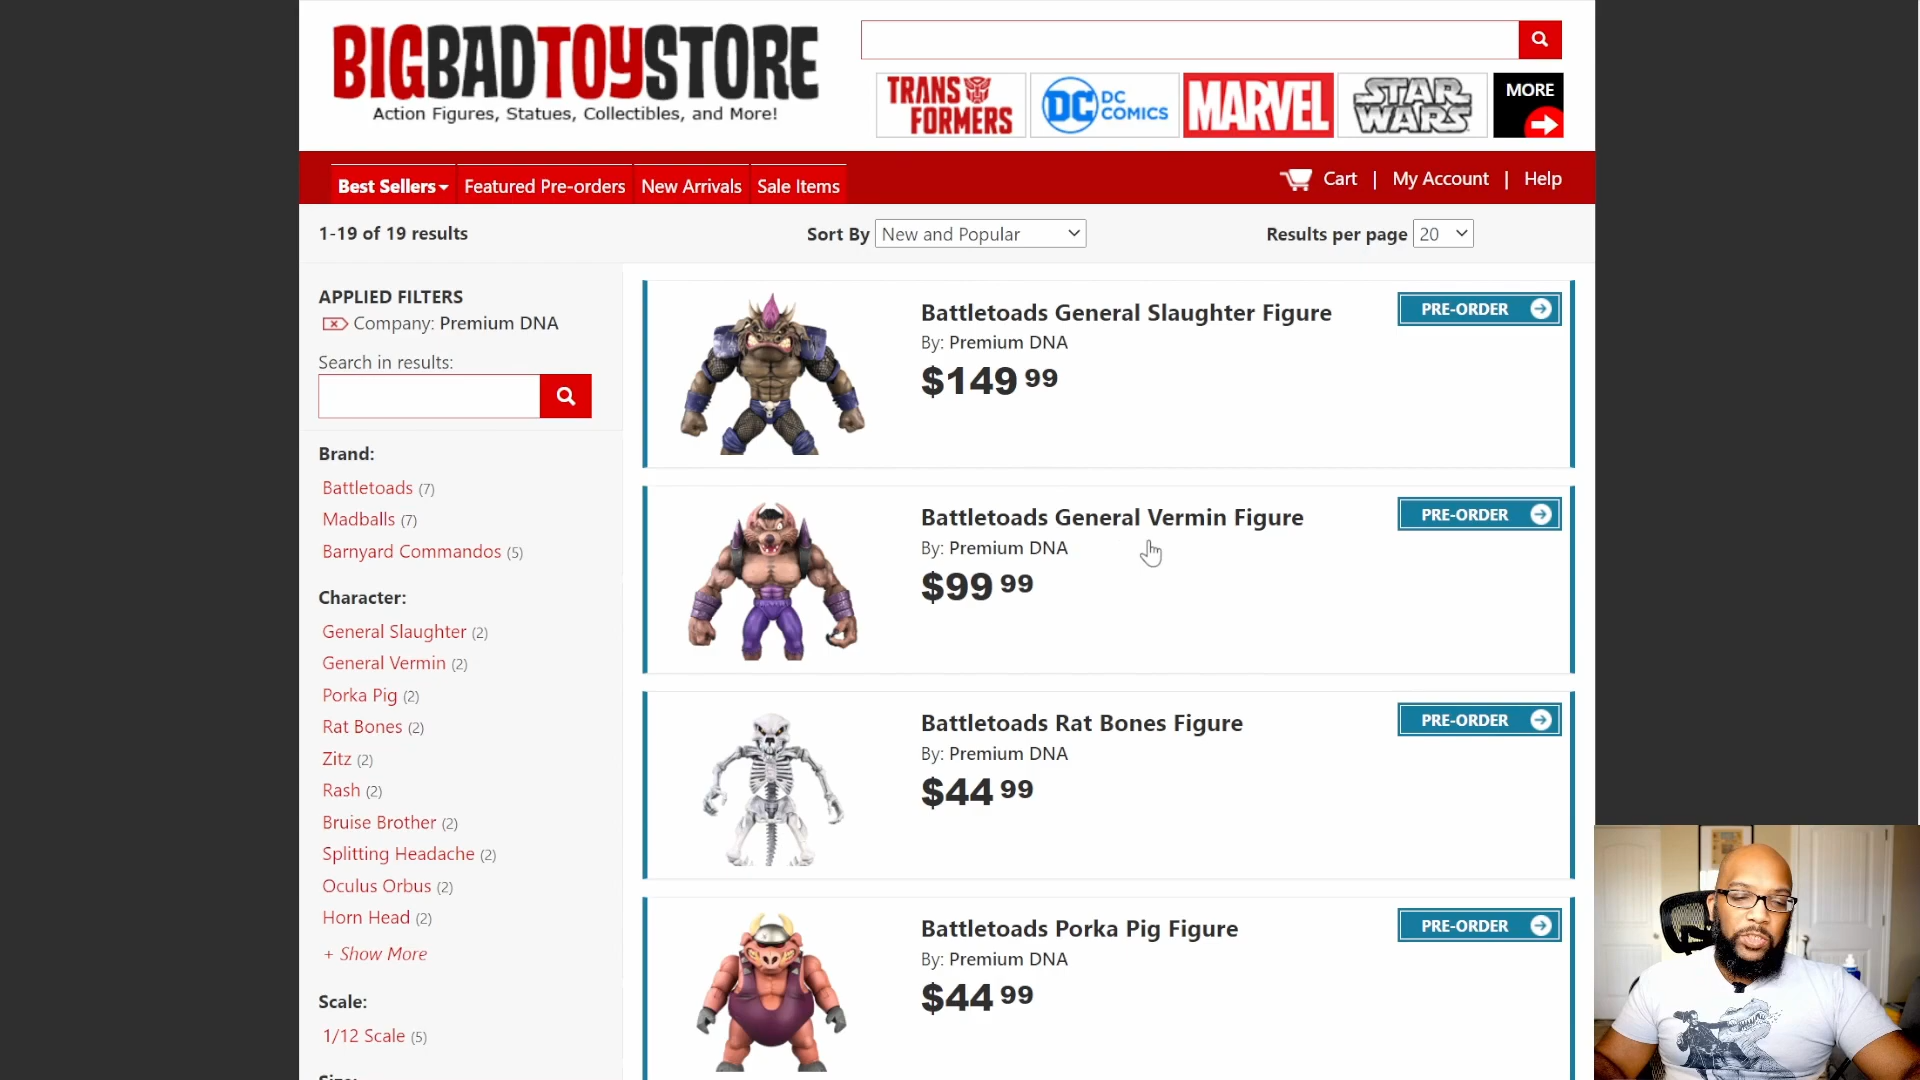 BIGBADTOYSTORE
Action Figures, Statues, Collectibles, and More!
TRANSFORMERS
DC DC COMICS
MARVEL
STAR WARS
MORE
Best Sellers
Featured Pre-orders
New Arrivals
Sale Items
Cart | My Account | Help
1-19 of 19 results
Sort By New and Popular
Results per page 20
APPLIED FILTERS
Company: Premium DNA
Search in results:
Brand:
Battletoads (7)
Madballs (7)
Barnyard Commandos (5)
Character:
General Slaughter (2)
General Vermin (2)
Porka Pig (2)
Rat Bones (2)
Zitz (2)
Rash (2)
Bruise Brother (2)
Splitting Headache (2)
Oculus Orbus (2)
Horn Head (2)
+ Show More
Scale:
1/12 Scale (5)
Battletoads General Slaughter Figure
By: Premium DNA
$149 99
PRE-ORDER
Battletoads General Vermin Figure
By: Premium DNA
$99 99
PRE-ORDER
Battletoads Rat Bones Figure
By: Premium DNA
$44 99
PRE-ORDER
Battletoads Porka Pig Figure
By: Premium DNA
$44 99
PRE-ORDER